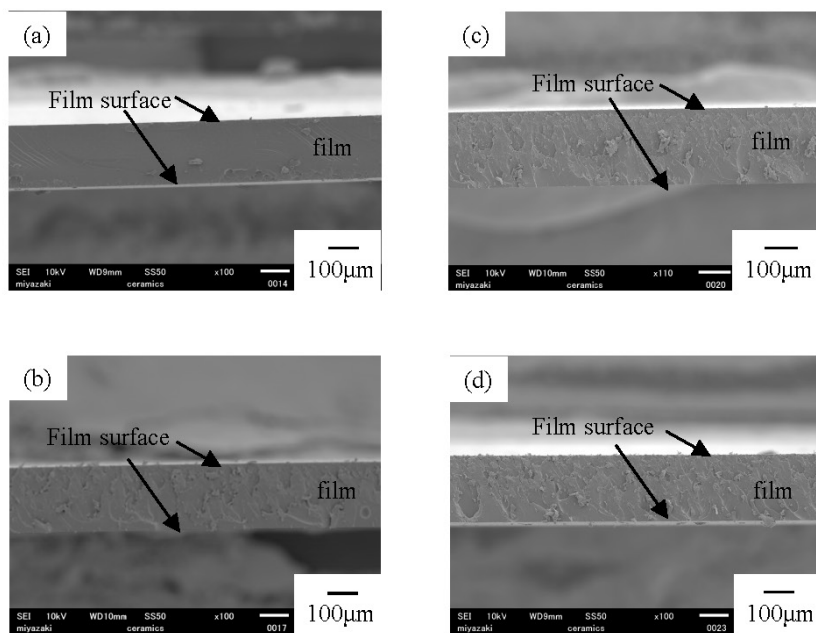 (a)
Film surface
film
100μm
SEI 10kV WD9mm SS50 x100 0014
miyazaki ceramics
(c)
Film surface
film
100μm
SEI 10kV WD10mm SS50 x110 0020
miyazaki ceramics
(b)
Film surface
film
100μm
SEI 10kV WD10mm SS50 x100 0017
miyazaki ceramics
(d)
Film surface
film
100μm
SEI 10kV WD9mm SS50 x100 0023
miyazaki ceramics